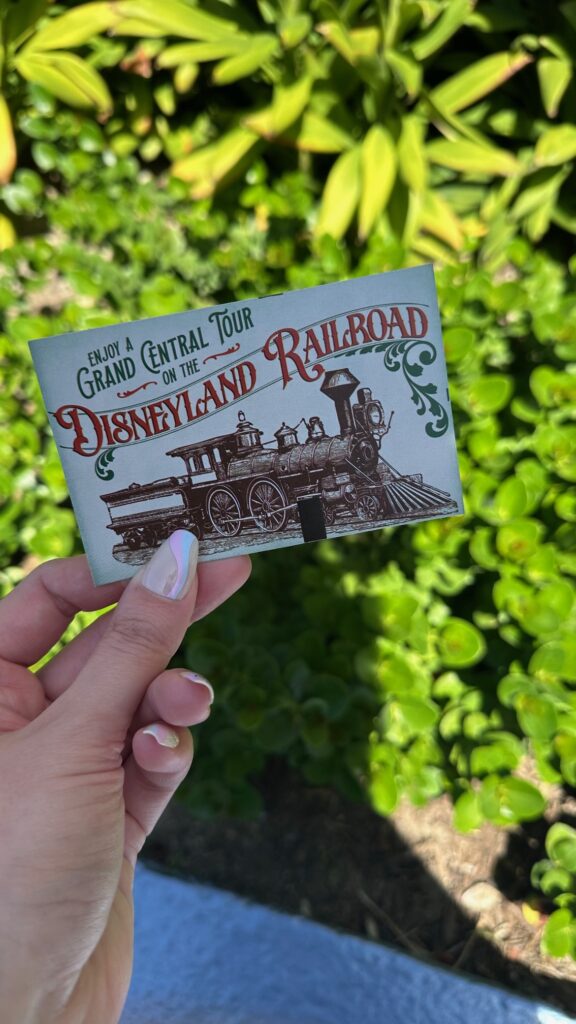 ENJOY A
GRAND CENTRAL TOUR
ON THE
DISNEYLAND RAILROAD